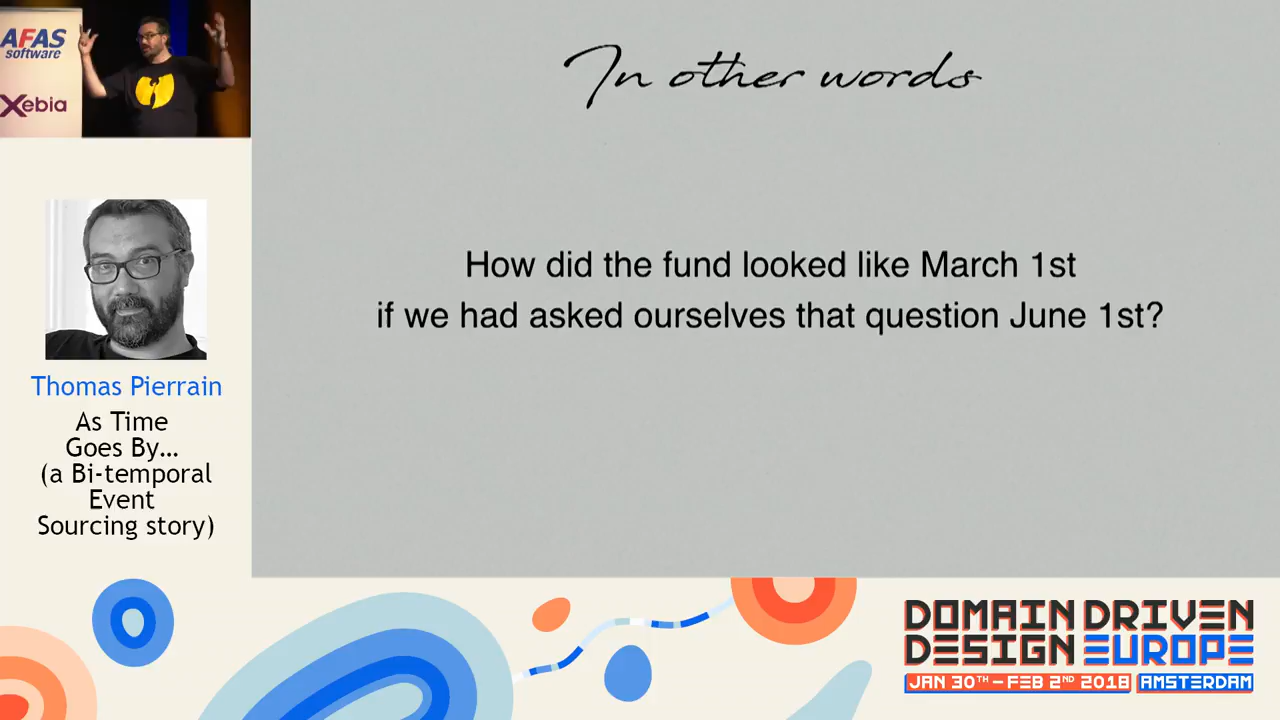 AFAS
software
Xebia
In other words
How did the fund looked like March 1st
if we had asked ourselves that question June 1st?
Thomas Pierrain
As Time
Goes By...
(a Bi-temporal
Event
Sourcing story)
DOMAIN DRIVEN
DESIGN EUROPE
JAN 30TH – FEB 2ND 2018 AMSTERDAM